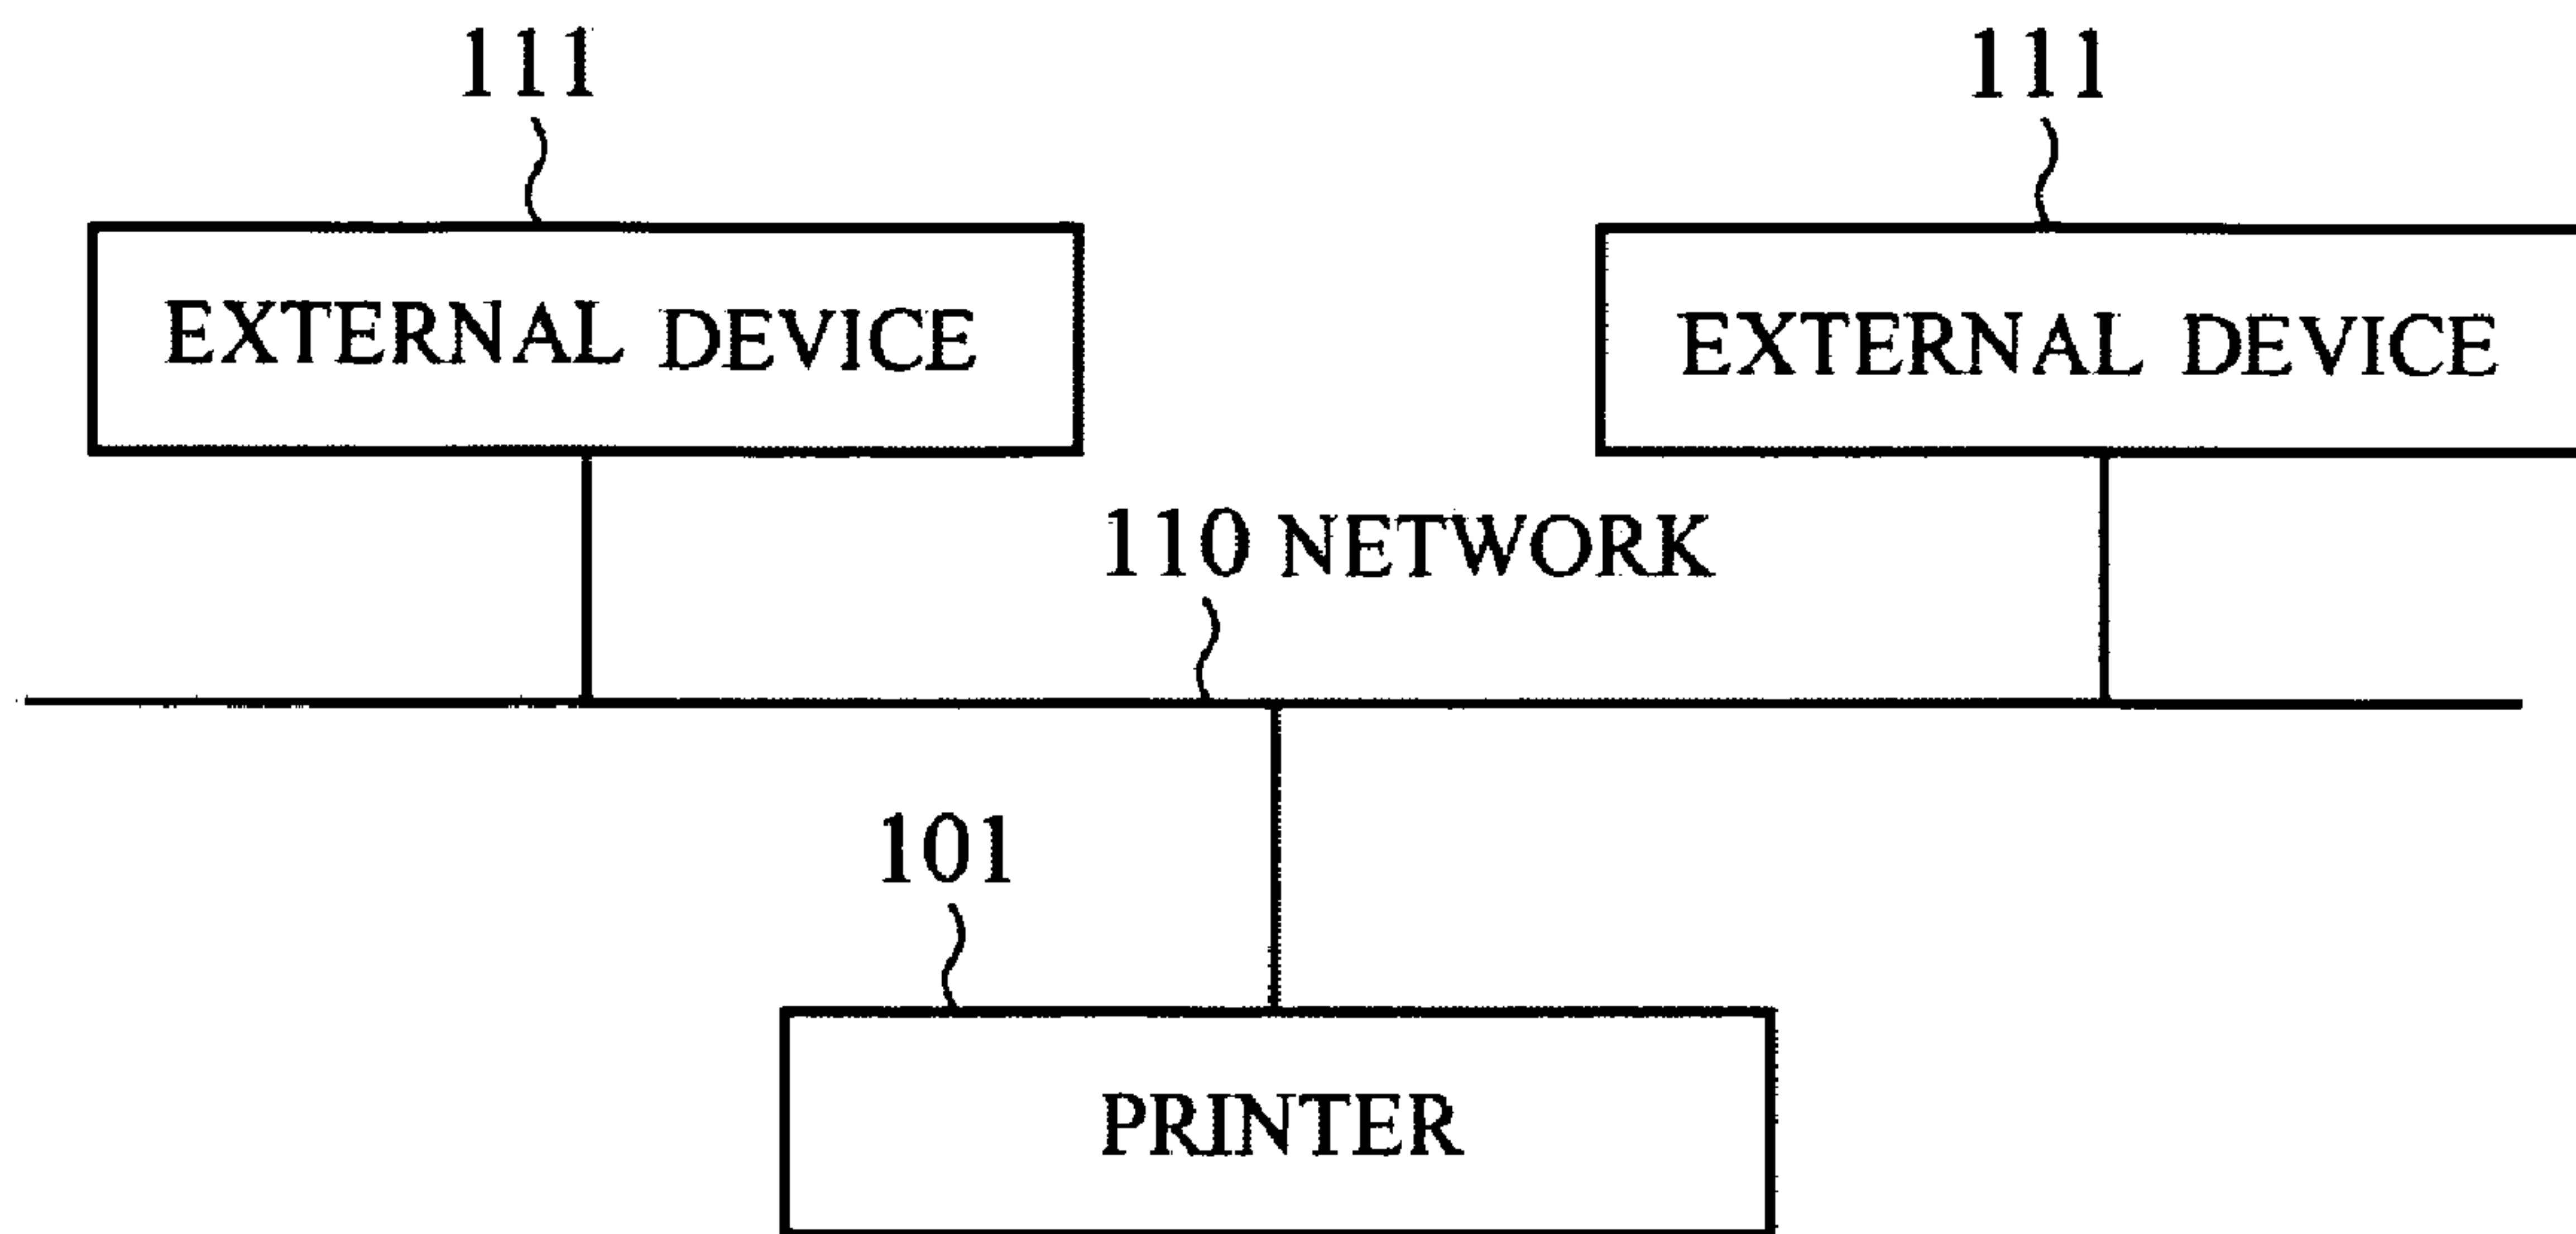 111
111
EXTERNAL DEVICE
EXTERNAL DEVICE
110 NETWORK
101
PRINTER